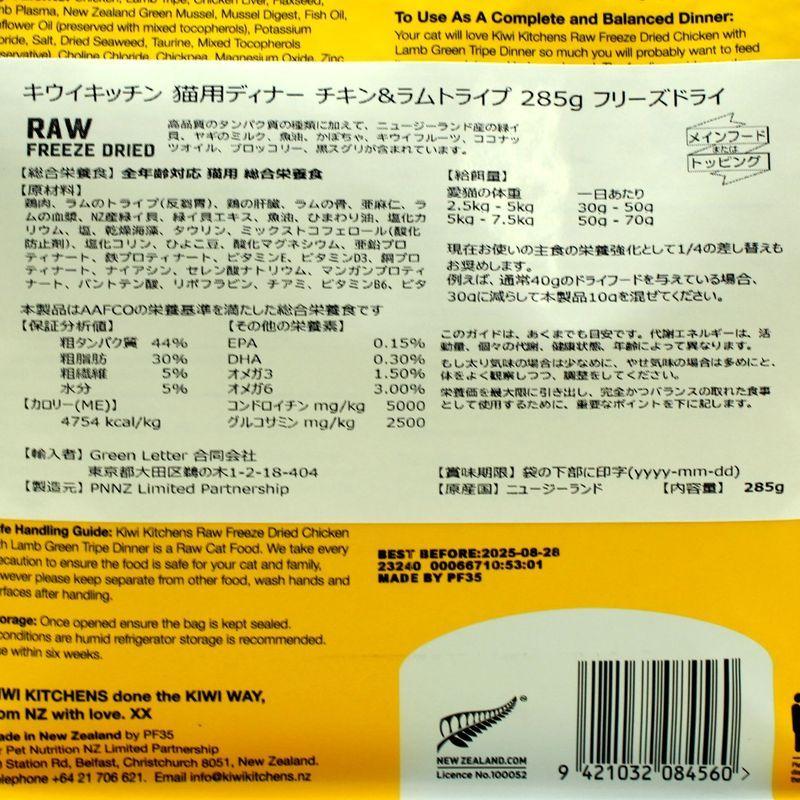 Chicken, Lamb Tripe, Chicken Liver, Flaxseed,
Plasma, New Zealand Green Mussel, Mussel Digest, Fish Oil,
Oil (preserved with mixed tocopherols), Potassium
Salt, Dried Seaweed, Taurine, Mixed Tocopherols
Choline Chloride, Chickpea, Magnesium Oxide, Zinc
To Use As A Complete and Balanced Dinner:
Your cat will love Kiwi Kitchens Raw Freeze Dried Chicken with
Lamb Green Tripe Dinner so much you will probably want to feed
キウイキッチン 猫用ディナー チキン&ラムトライプ 285g フリーズドライ
RAW
FREEZE DRIED
高品質のタンパク質の種類に加えて、ニュージーランド産の緑イ
貝、ヤギのミルク、魚油、かぼちゃ、キウイフルーツ、ココナッ
ツオイル、ブロッコリー、黒スグリが含まれています。
メインフード
または
トッピング
【総合栄養食】全年齢対応 猫用 総合栄養食
【原材料】
鶏肉、ラムのトライプ(反芻胃)、鶏の肝臓、ラムの骨、亜麻仁、ラ
ムの血漿、NZ産緑イ貝、緑イ貝エキス、魚油、ひまわり油、塩化カ
リウム、塩、乾燥海藻、タウリン、ミックストコフェロール(酸化
防止剤)、塩化コリン、ひよこ豆、酸化マグネシウム、亜鉛プロ
ティナート、鉄プロティナート、ビタミンE、ビタミンD3、銅プロ
ティナート、ナイアシン、セレン酸ナトリウム、マンガンプロティ
ナート、パントテン酸、リボフラビン、チアミ、ビタミンB6、ビタ
本製品はAAFCOの栄養基準を満たした総合栄養食です
【保証分析値】
粗タンパク質 44%
粗脂肪 30%
粗繊維 5%
水分 5%
【カロリー(ME)】
4754 kcal/kg
【その他の栄養素】
EPA 0.15%
DHA 0.30%
オメガ3 1.50%
オメガ6 3.00%
コンドロイチン mg/kg 5000
グルコサミン mg/kg 2500
【輸入者】Green Letter 合同会社
東京都大田区鵜の木1-2-18-404
【製造元】PNNZ Limited Partnership
【給餌量】
愛猫の体重 一日あたり
2.5kg - 5kg 30g - 50g
5kg - 7.5kg 50g - 70g
現在お使いの主食の栄養強化として1/4の差し替えも
お奨めします。
例えば、通常40gのドライフードを与えている場合、
30gに減らして本製品10gを混ぜてください。
このガイドは、あくまでも目安です。代謝エネルギーは、活
動量、個々の代謝、健康状態、年齢によって異なります。
もし太り気味の場合は少なめに、やせ気味の場合は多めにと、
体をよく観察しつつ、調整をしてください。
栄養価を最大限に引き出し、完全かつバランスの取れた食事
として使用するために、重要なポイントを下に記します。
【賞味期限】袋の下部に印字(yyyy-mm-dd)
【原産国】ニュージーランド 【内容量】 285g
Handling Guide: Kiwi Kitchens Raw Freeze Dried Chicken
Lamb Green Tripe Dinner is a Raw Cat Food. We take every
to ensure the food is safe for your cat and family,
please keep separate from other food, wash hands and
after handling.
Once opened ensure the bag is kept sealed.
conditions are humid refrigerator storage is recommended.
within six weeks.
KITCHENS done the KIWI WAY,
NZ with love. XX
in New Zealand by PF35
Pet Nutrition NZ Limited Partnership
Station Rd, Belfast, Christchurch 8051, New Zealand.
+64 21 706 621. Email info@kiwikitchens.nz
BEST BEFORE:2025-08-28
23240 00066710:53:01
MADE BY PF35
NEW ZEALAND.COM
Licence No.100052
9 421032 084560 >